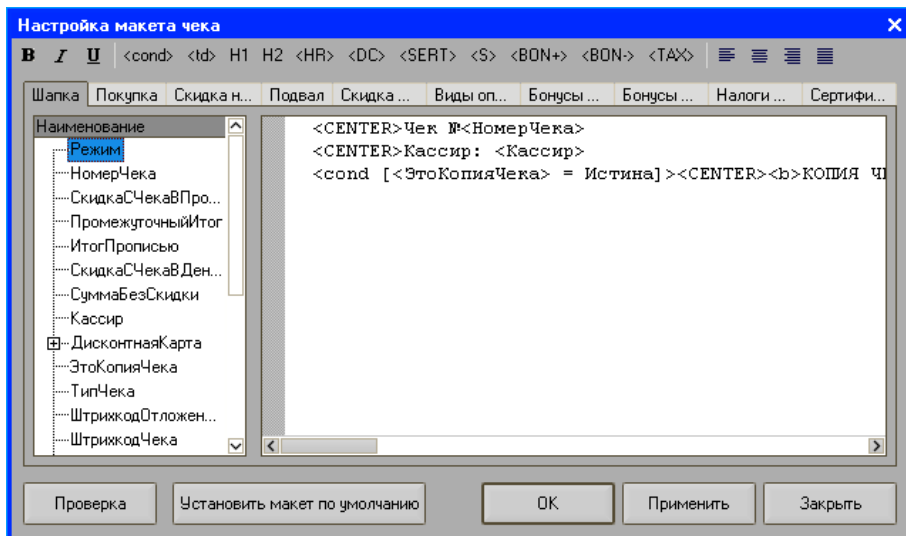 Настройка макета чека
B I U <cond> <td> H1 H2 <HR> <DC> <SERT> <S> <BON+> <BON-> <TAX>
Шапка Покупка Скидка н... Подвал Скидка ... Виды оп... Бонусы ... Бонусы ... Налоги ... Сертифи...
Наименование
Режим
НомерЧека
СкидкаСЧекаВПро...
ПромежуточныйИтог
ИтогПрописью
СкидкаСЧекаВДен...
СуммаБезСкидки
Кассир
ДисконтнаяКарта
ЭтоКопияЧека
ТипЧека
ШтрихкодОтложен...
ШтрихкодЧека
<CENTER>Чек №<НомерЧека>
<CENTER>Кассир: <Кассир>
<cond [<ЭтоКопияЧека> = Истина]><CENTER><b>КОПИЯ ЧЕ
Проверка Установить макет по умолчанию OK Применить Закрыть